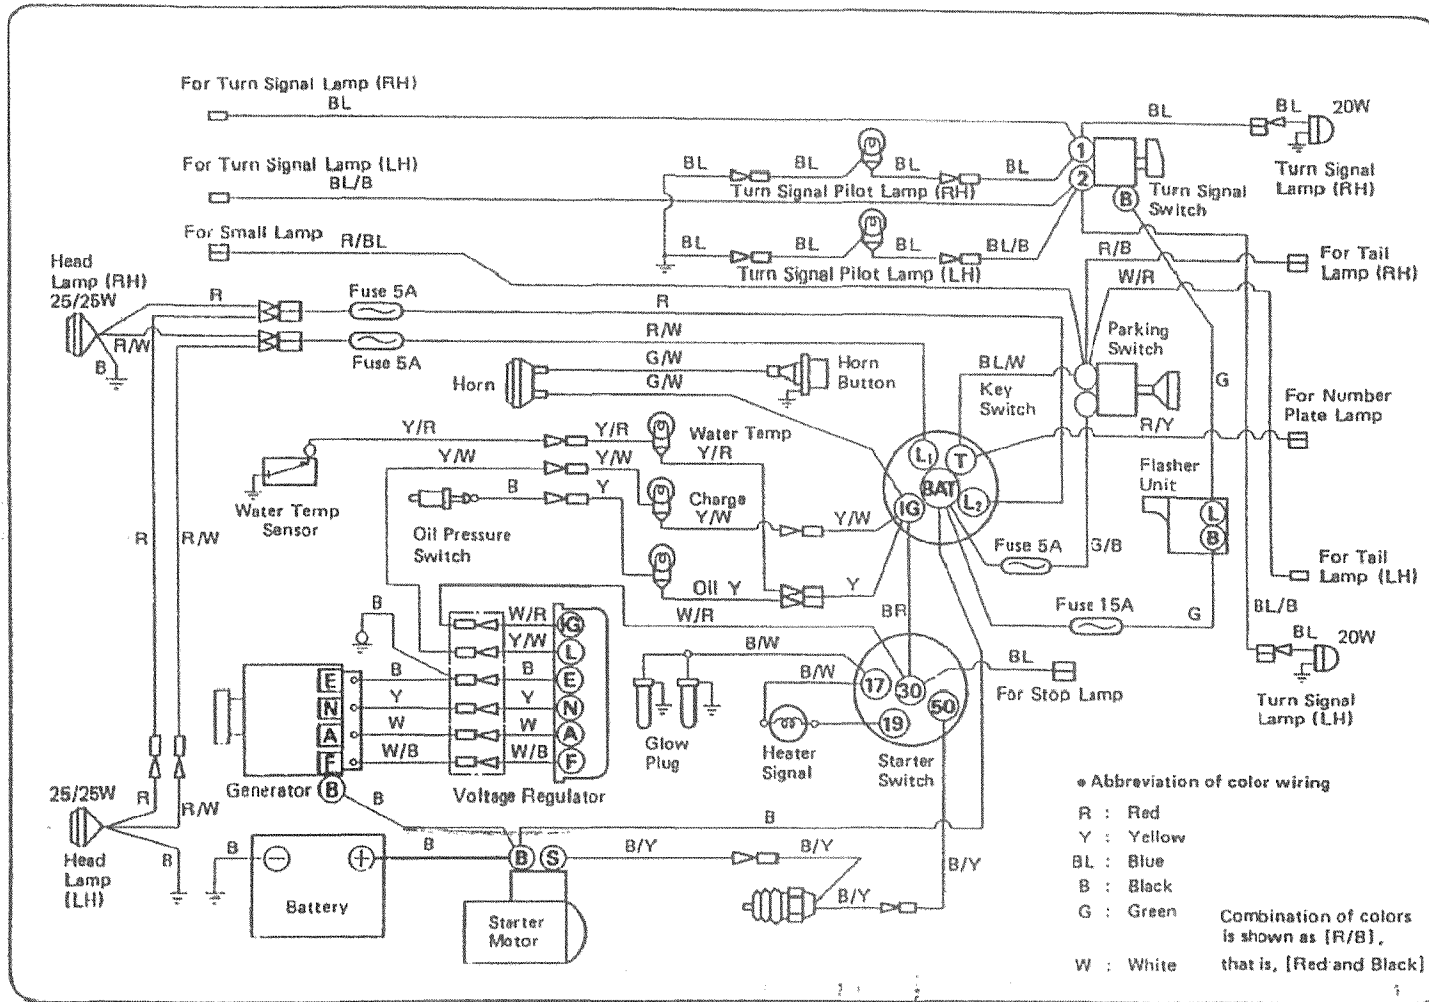 For Turn Signal Lamp (RH)
BL
For Turn Signal Lamp (LH)
BL/B
For Small Lamp
R/BL
Head
Lamp (RH)
25/25W
R
R/W
B
Fuse 5A
Fuse 5A
R
R/W
BL
BL
BL
BL
Turn Signal Pilot Lamp (RH)
BL
BL
BL
BL/B
Turn Signal Pilot Lamp (LH)
1
2
B
Turn Signal
Switch
BL
BL
20W
Turn Signal
Lamp (RH)
R/B
For Tail
Lamp (RH)
W/R
Parking
Switch
G
For Number
Plate Lamp
R/Y
Horn
G/W
G/W
Horn
Button
BL/W
Key
Switch
L1
T
BAT
IG
L2
Flasher
Unit
L
B
Y/R
Y/R
Water Temp
Y/R
Y/W
Y/W
Charge
Y/W
Y/W
B
Y
Oil Y
Y
Water Temp
Sensor
Oil Pressure
Switch
R
R/W
Fuse 5A
G/B
Fuse 15A
G
For Tail
Lamp (LH)
BL/B
BL
20W
Turn Signal
Lamp (LH)
B
W/R
BR
W/R
IG
Y/W
L
E
B
B
E
N
Y
Y
N
A
W
W
A
F
W/B
W/B
F
Generator
B
Voltage Regulator
B/W
B/W
17
30
50
19
BL
For Stop Lamp
Glow
Plug
Heater
Signal
Starter
Switch
25/25W
R
R/W
B
Head
Lamp
(LH)
B
B
B
B
Battery
B
S
Starter
Motor
B/Y
B/Y
B/Y
B/Y
• Abbreviation of color wiring
R : Red
Y : Yellow
BL : Blue
B : Black
G : Green
W : White
Combination of colors
is shown as [R/B],
that is, [Red and Black]